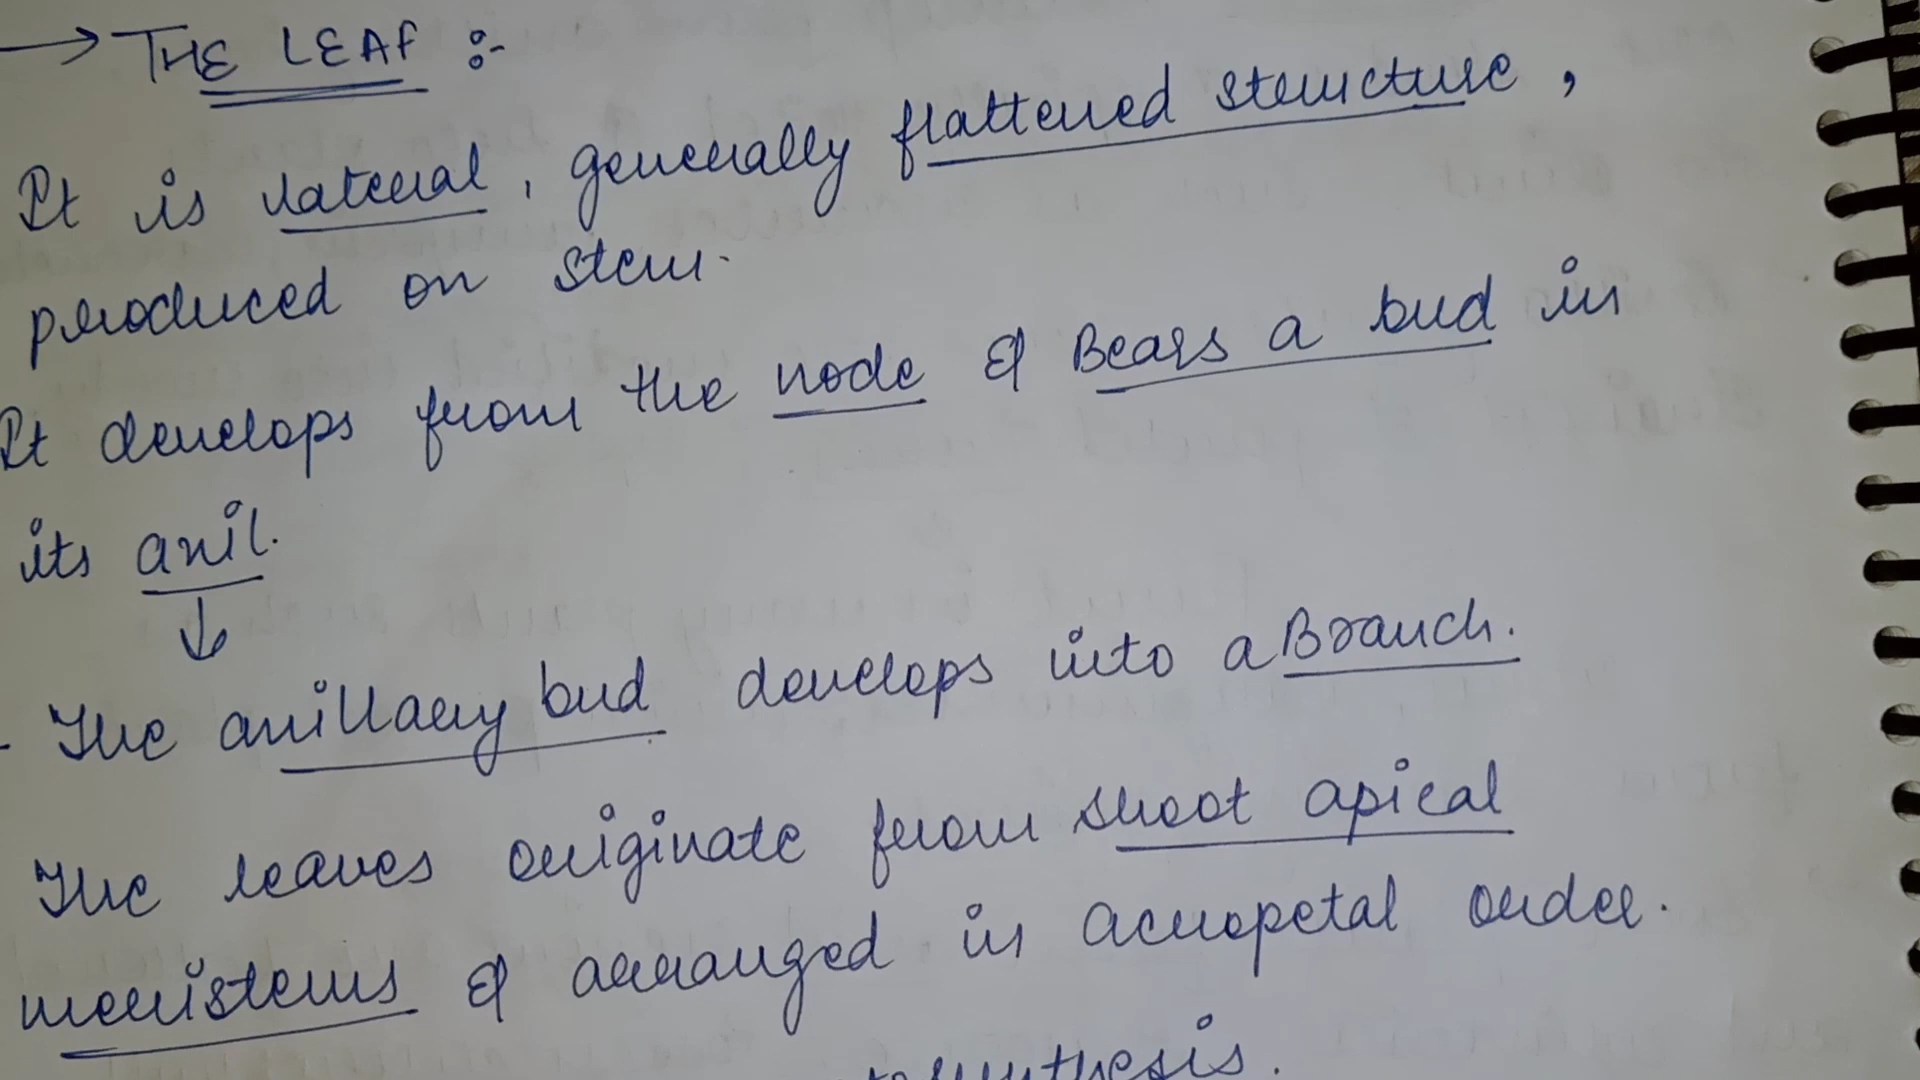 → THE LEAF :-
It is lateral, generally flattened structure,
produced on stem.
It develops from the node & Bears a bud in
its axil.
↓
- The axillary bud develops into a Branch.
The leaves originate from shoot apical
meristems & arranged in acropetal order.